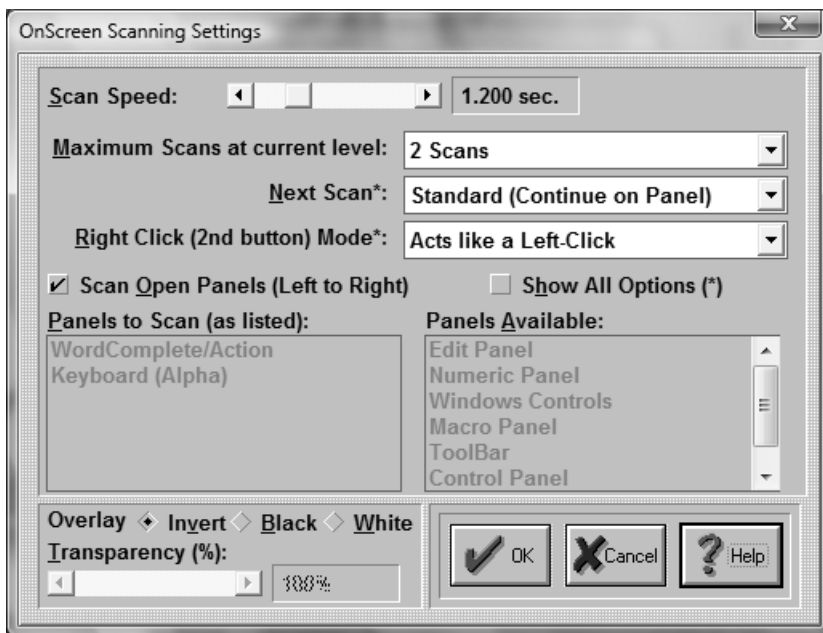 OnScreen Scanning Settings
Scan Speed: 1.200 sec.
Maximum Scans at current level: 2 Scans
Next Scan*: Standard (Continue on Panel)
Right Click (2nd button) Mode*: Acts like a Left-Click
Scan Open Panels (Left to Right) Show All Options (*)
Panels to Scan (as listed): Panels Available:
WordComplete/Action Edit Panel
Keyboard (Alpha) Numeric Panel
Windows Controls
Macro Panel
ToolBar
Control Panel
Overlay Invert Black White
Transparency (%):
100%
OK Cancel Help